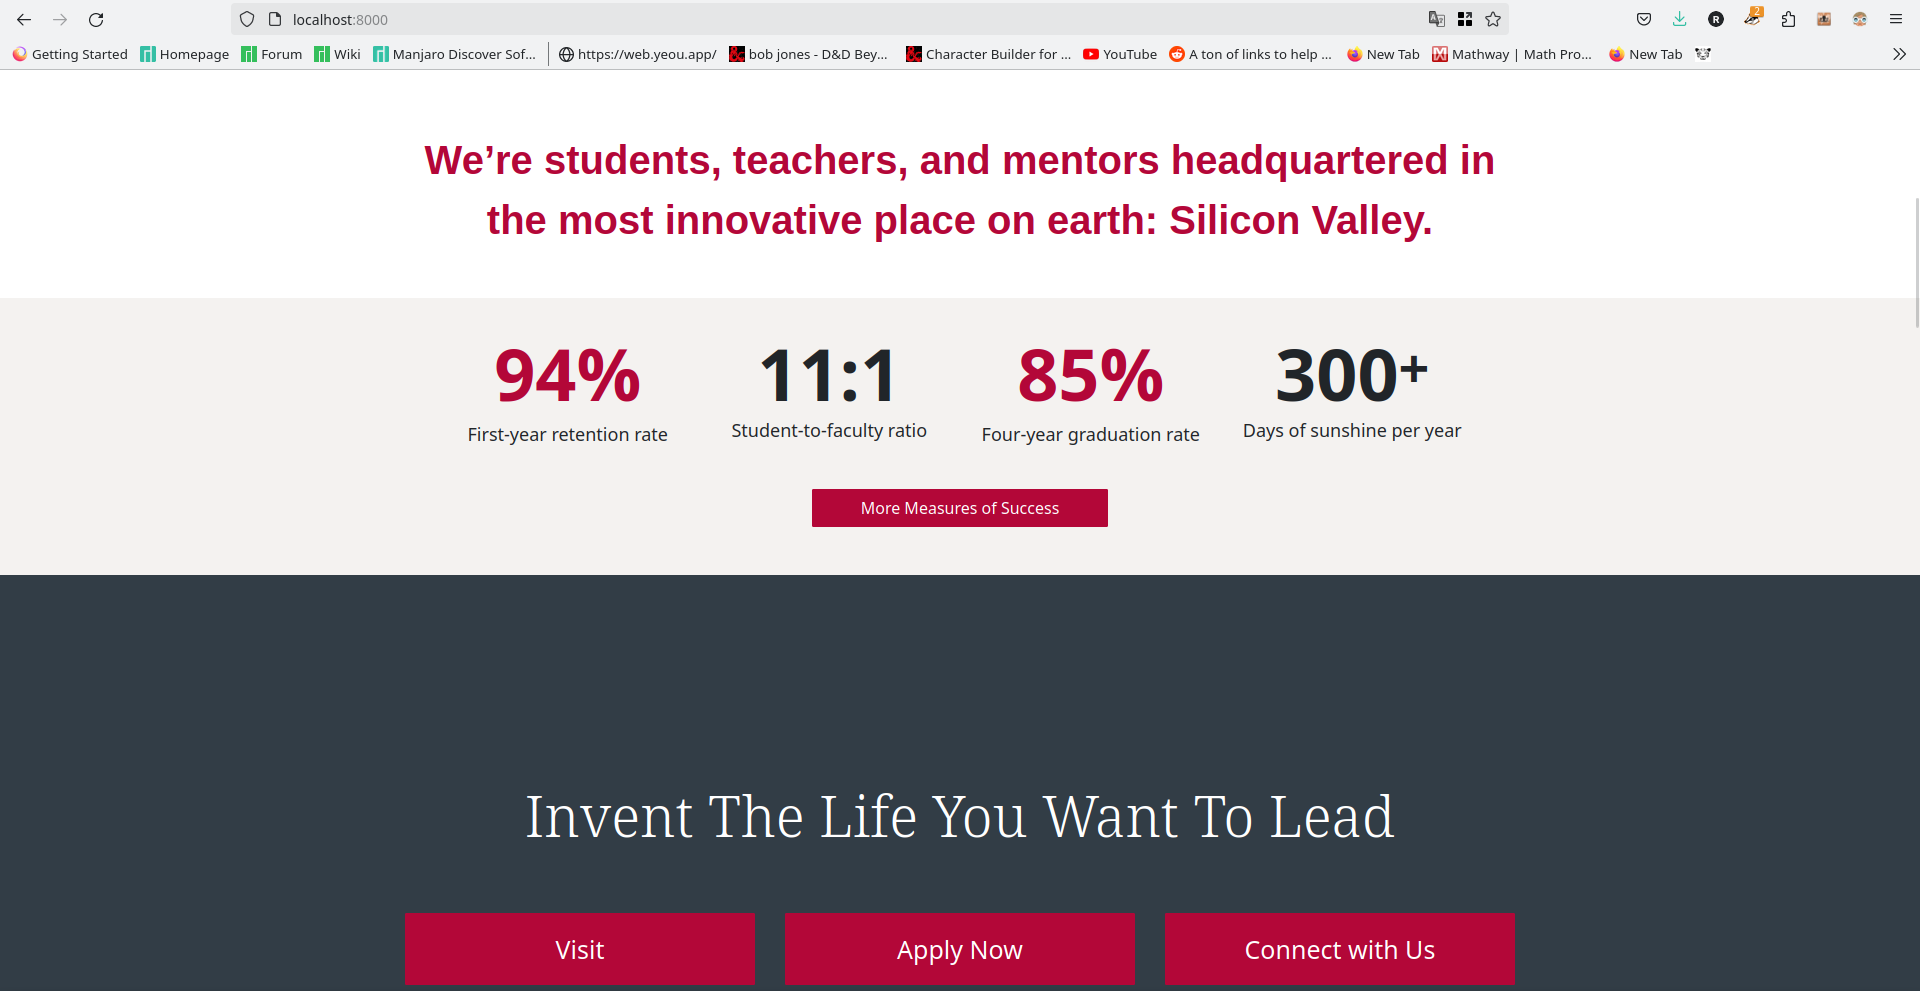 localhost:8000
2
Getting Started Homepage Forum Wiki Manjaro Discover Sof... https://web.yeou.app/ bob jones - D&D Bey... Character Builder for ... YouTube A ton of links to help ... New Tab Mathway | Math Pro... New Tab
We’re students, teachers, and mentors headquartered in
the most innovative place on earth: Silicon Valley.
94% 11:1 85% 300+
First-year retention rate Student-to-faculty ratio Four-year graduation rate Days of sunshine per year
More Measures of Success
Invent The Life You Want To Lead
Visit Apply Now Connect with Us